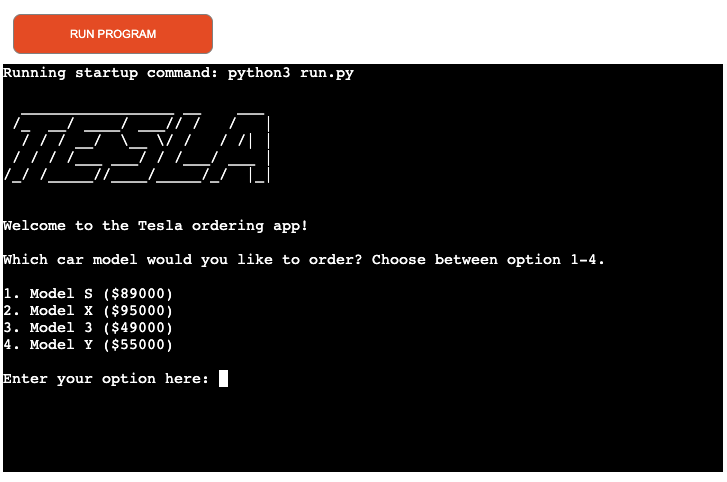 RUN PROGRAM
Running startup command: python3 run.py
TESLA
Welcome to the Tesla ordering app!
Which car model would you like to order? Choose between option 1-4.
1. Model S ($89000)
2. Model X ($95000)
3. Model 3 ($49000)
4. Model Y ($55000)
Enter your option here: